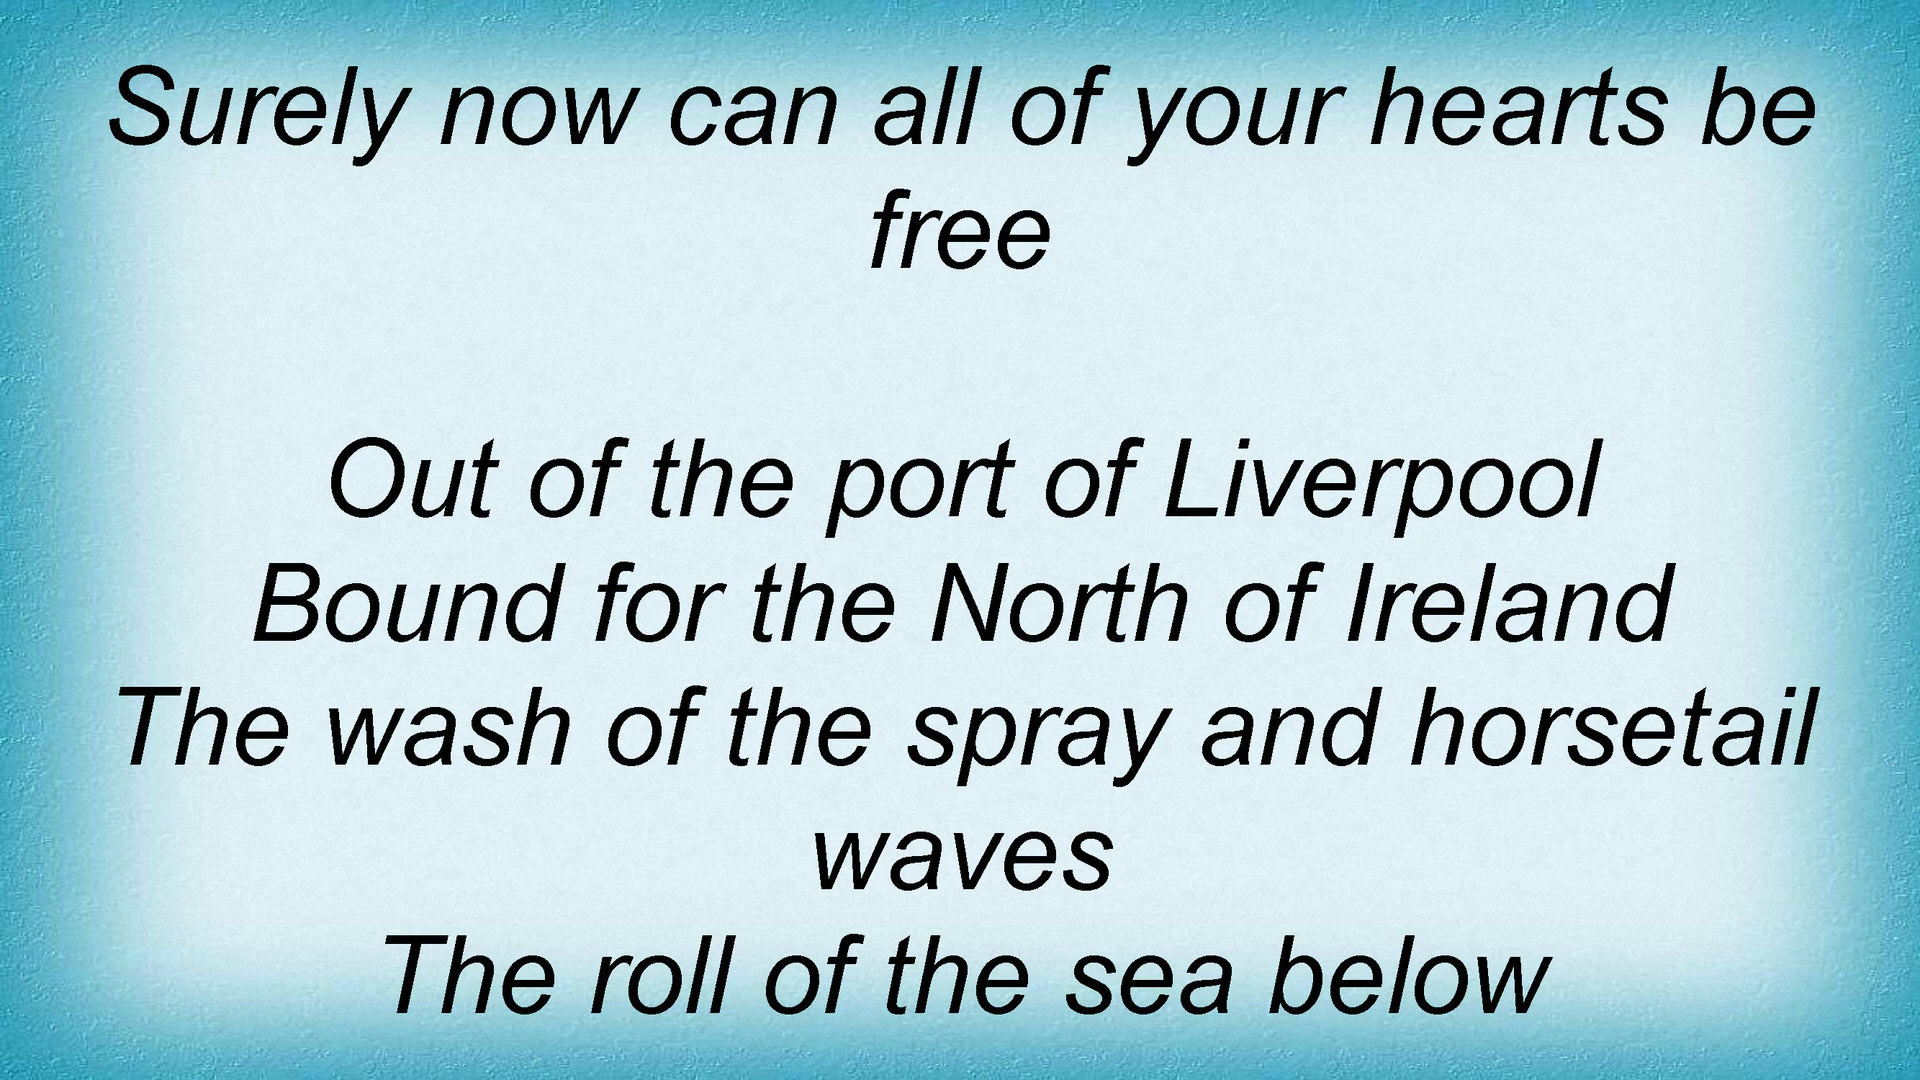 Surely now can all of your hearts be
free
Out of the port of Liverpool
Bound for the North of Ireland
The wash of the spray and horsetail
waves
The roll of the sea below